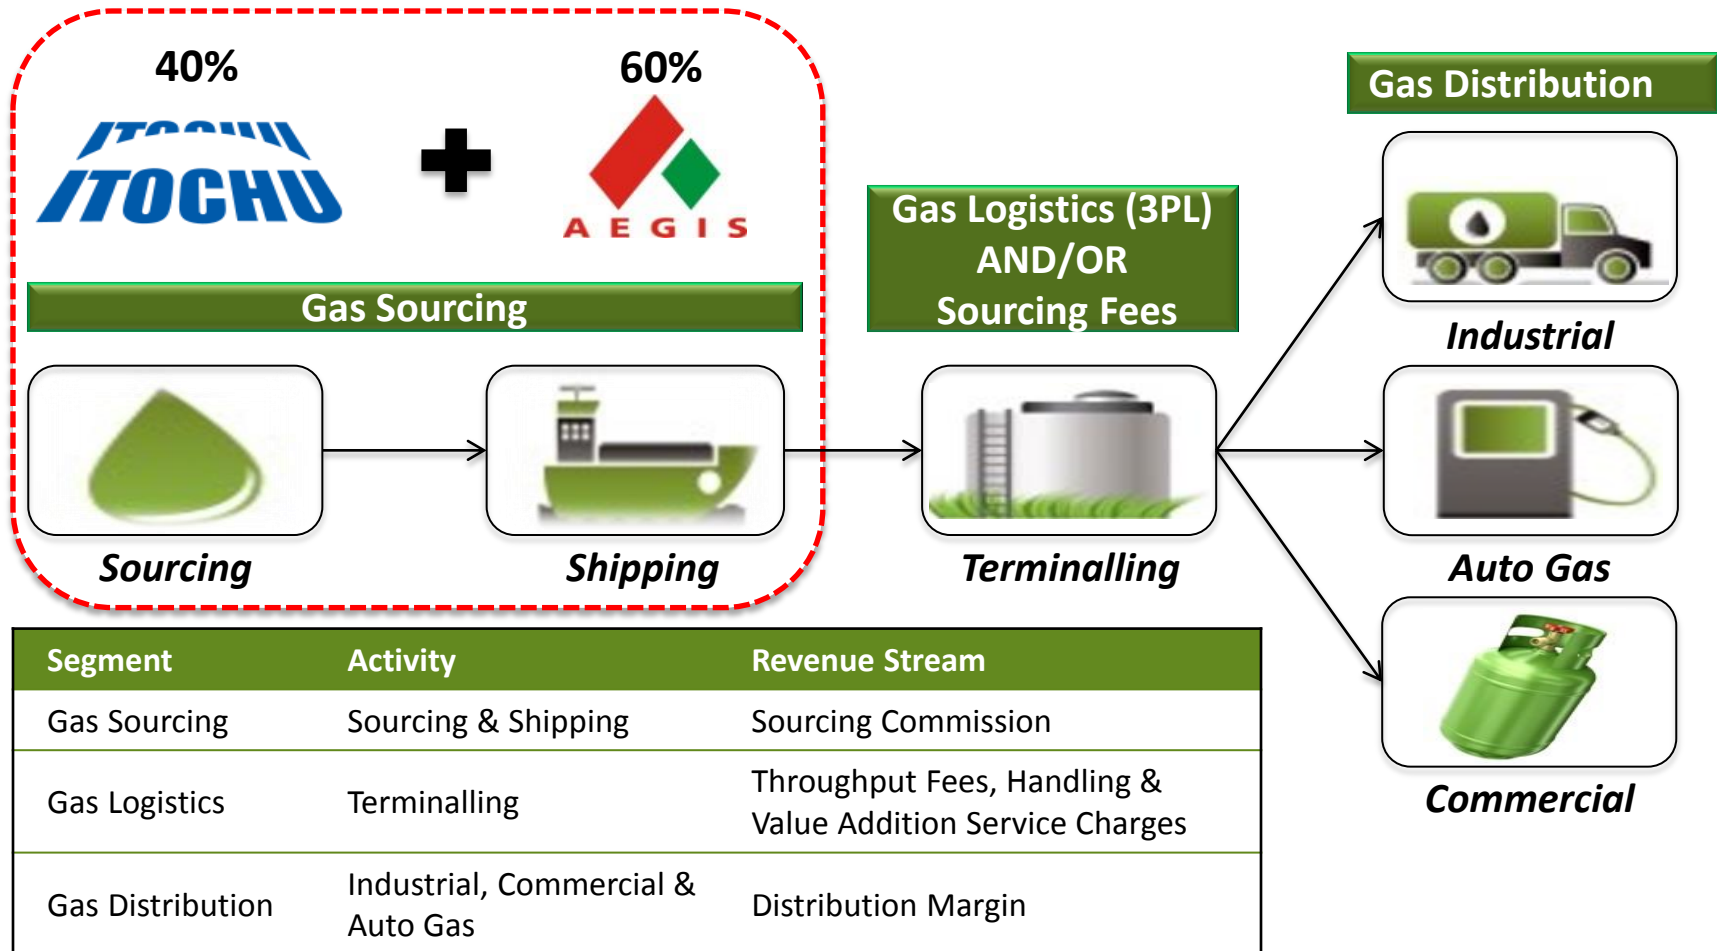 40%
60%
ITOCHU
ITOCHU
AEGIS
Gas Sourcing
Sourcing
Shipping
Gas Logistics (3PL)
AND/OR
Sourcing Fees
Terminalling
Gas Distribution
Industrial
Auto Gas
Commercial
Segment Activity Revenue Stream
Gas Sourcing Sourcing & Shipping Sourcing Commission
Gas Logistics Terminalling Throughput Fees, Handling &
Value Addition Service Charges
Gas Distribution Industrial, Commercial &
Auto Gas Distribution Margin